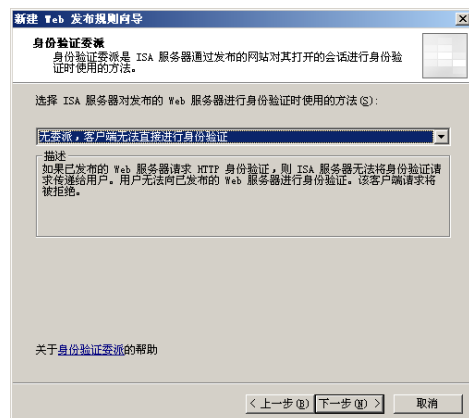 新建 Web 发布规则向导
身份验证委派
身份验证委派是 ISA 服务器通过发布的网站对其打开的会话进行身份验
证时使用的方法。
选择 ISA 服务器对发布的 Web 服务器进行身份验证时使用的方法(S):
无委派，客户端无法直接进行身份验证
描述
如果已发布的 Web 服务器请求 HTTP 身份验证，则 ISA 服务器无法将身份验证请
求传递给用户。用户无法向已发布的 Web 服务器进行身份验证。该客户端请求将
被拒绝。
关于身份验证委派的帮助
< 上一步(B) 下一步(N) > 取消